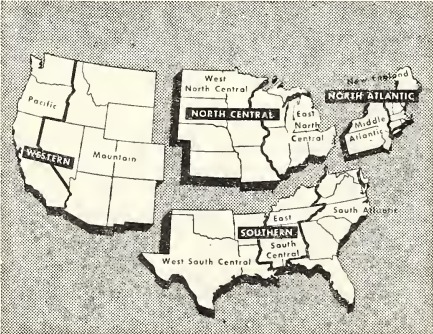 West
North Central
NORTH CENTRAL
East
North
Central
New England
NORTH ATLANTIC
Middle
Atlantic
Pacific
WESTERN
Mountain
East
South Atlantic
SOUTHERN
South
Central
West South Central